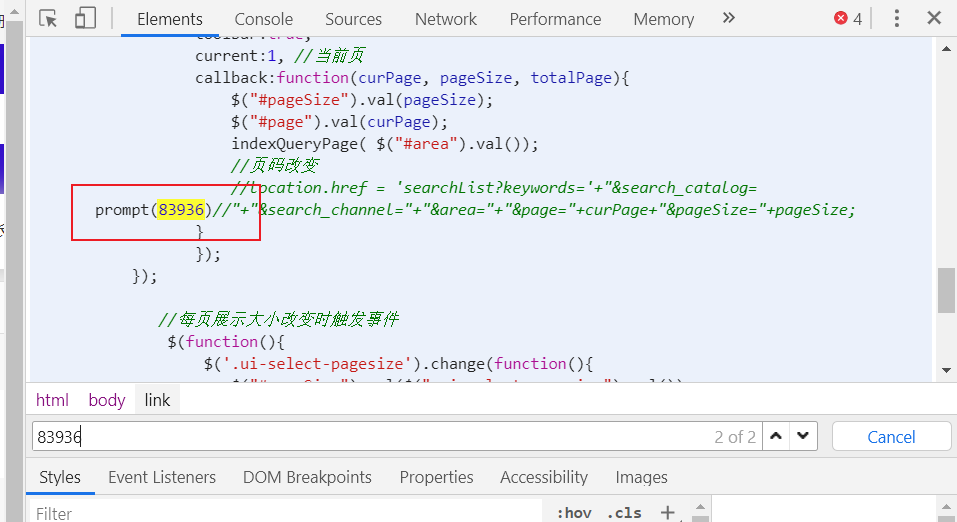 Elements Console Sources Network Performance Memory » 4
toolbar:true,
current:1, //当前页
callback:function(curPage, pageSize, totalPage){
$("#pageSize").val(pageSize);
$("#page").val(curPage);
indexQueryPage( $("#area").val());
//页码改变
//location.href = 'searchList?keywords='+"&search_catalog=
prompt(83936)//"+"&search_channel="+"&area="+"&page="+curPage+"&pageSize="+pageSize;
}
});
});
//每页展示大小改变时触发事件
$(function(){
$('.ui-select-pagesize').change(function(){
html body link
83936 2 of 2 Cancel
Styles Event Listeners DOM Breakpoints Properties Accessibility Images
Filter :hov .cls +